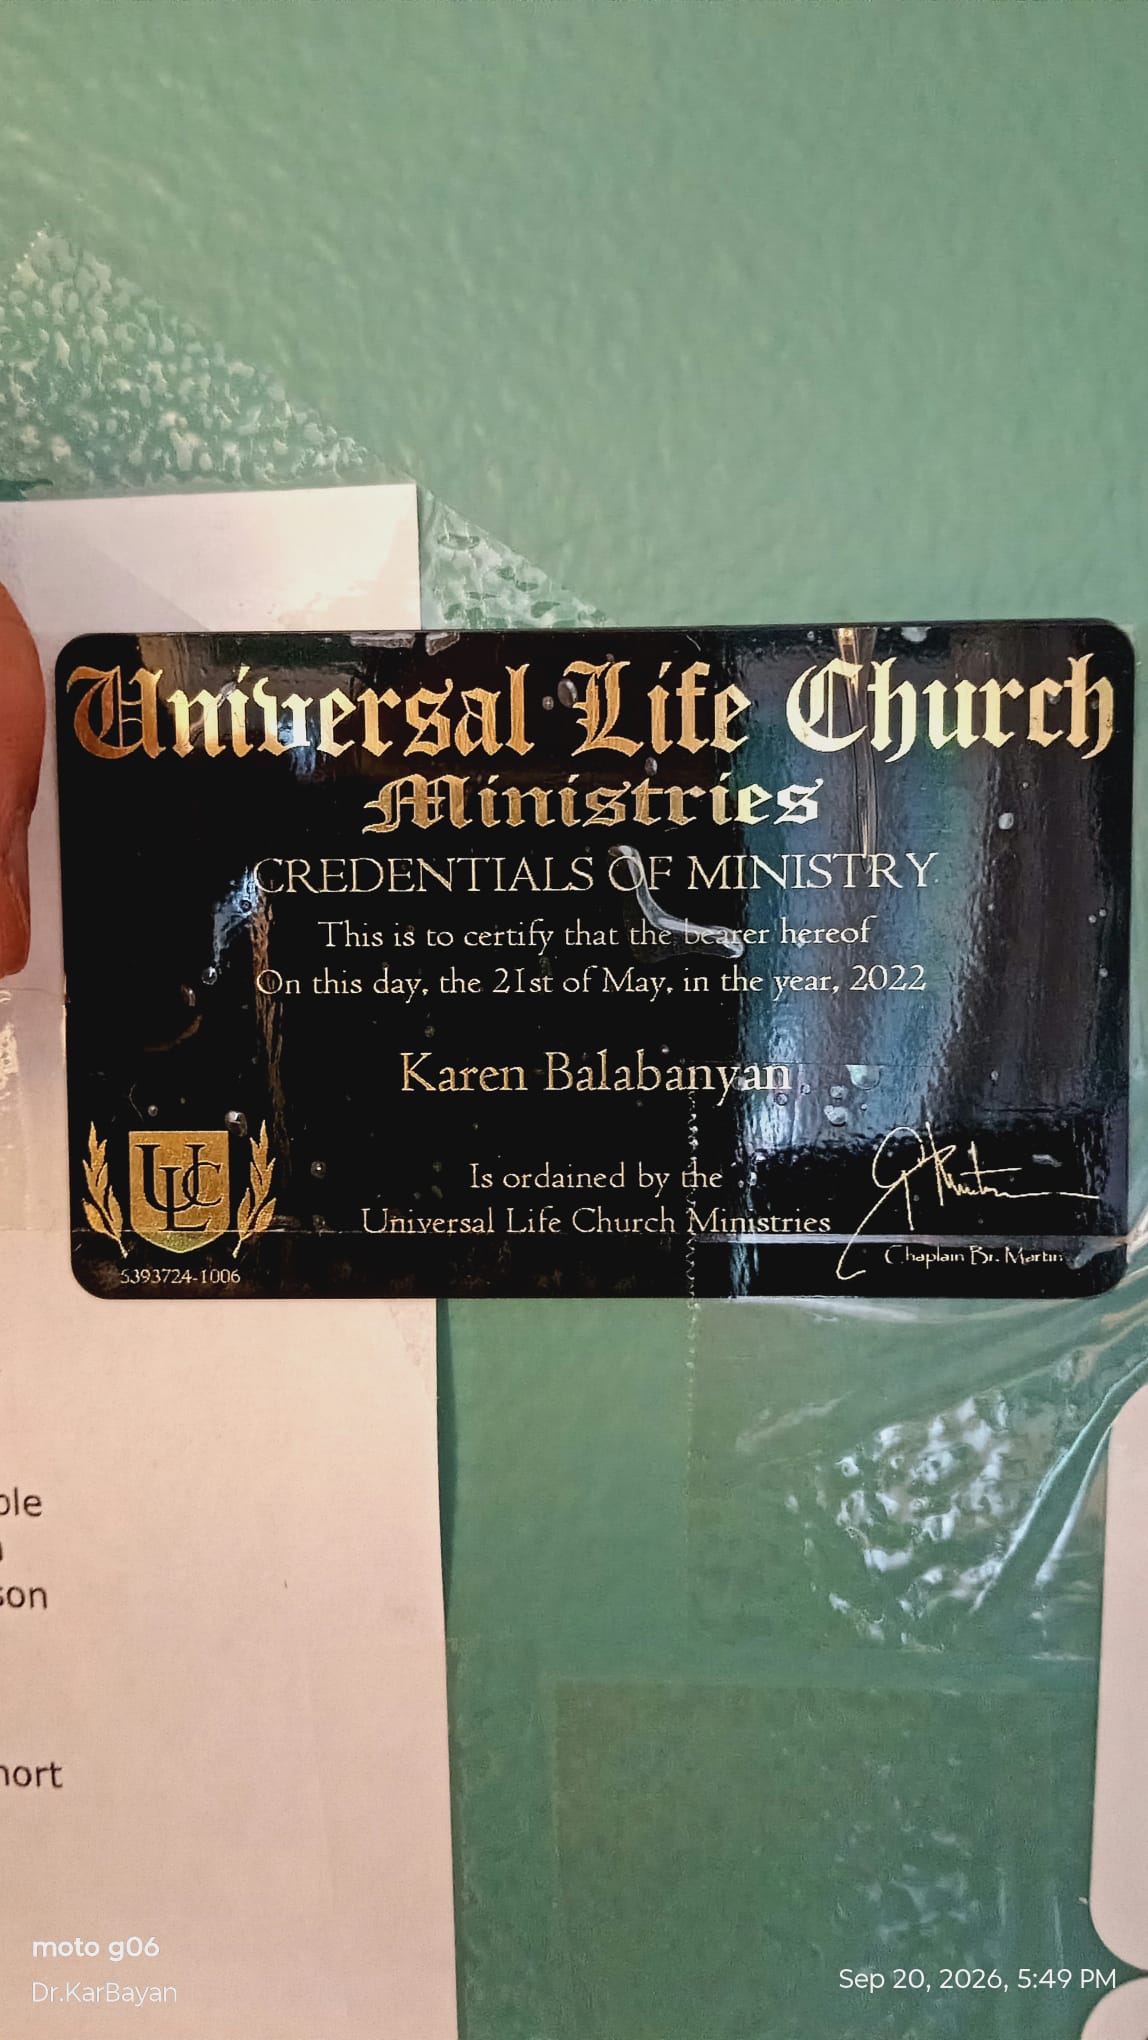 Universal Life Church
Ministries
CREDENTIALS OF MINISTRY
This is to certify that the bearer hereof
On this day, the 21st of May, in the year, 2022
Karen Balabanyan
Is ordained by the
Universal Life Church Ministries
ULC
5393724-1006
Chaplain Br. Martin
ple
son
hort
moto g06
Dr.KarBayan
Sep 20, 2026, 5:49 PM